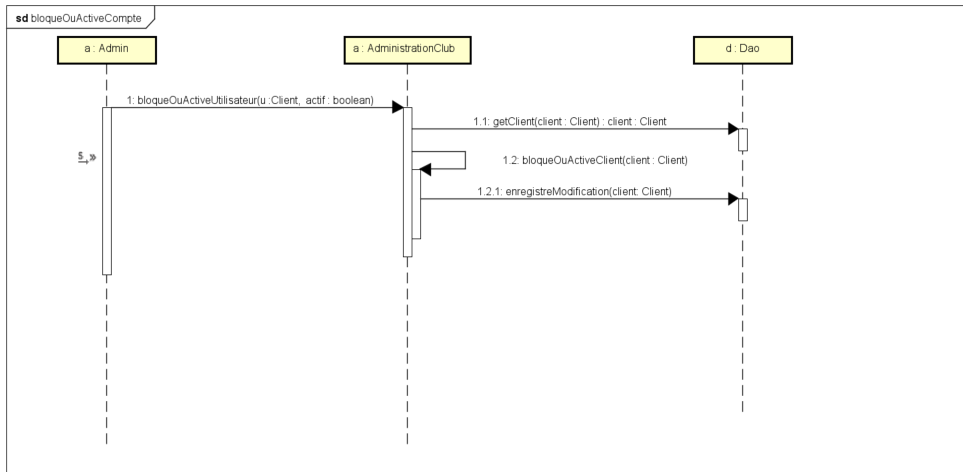 sd bloqueOuActiveCompte
a : Admin
a : AdministrationClub
d : Dao
1: bloqueOuActiveUtilisateur(u :Client, actif : boolean)
1.1: getClient(client : Client) : client : Client
1.2: bloqueOuActiveClient(client : Client)
1.2.1: enregistreModification(client: Client)